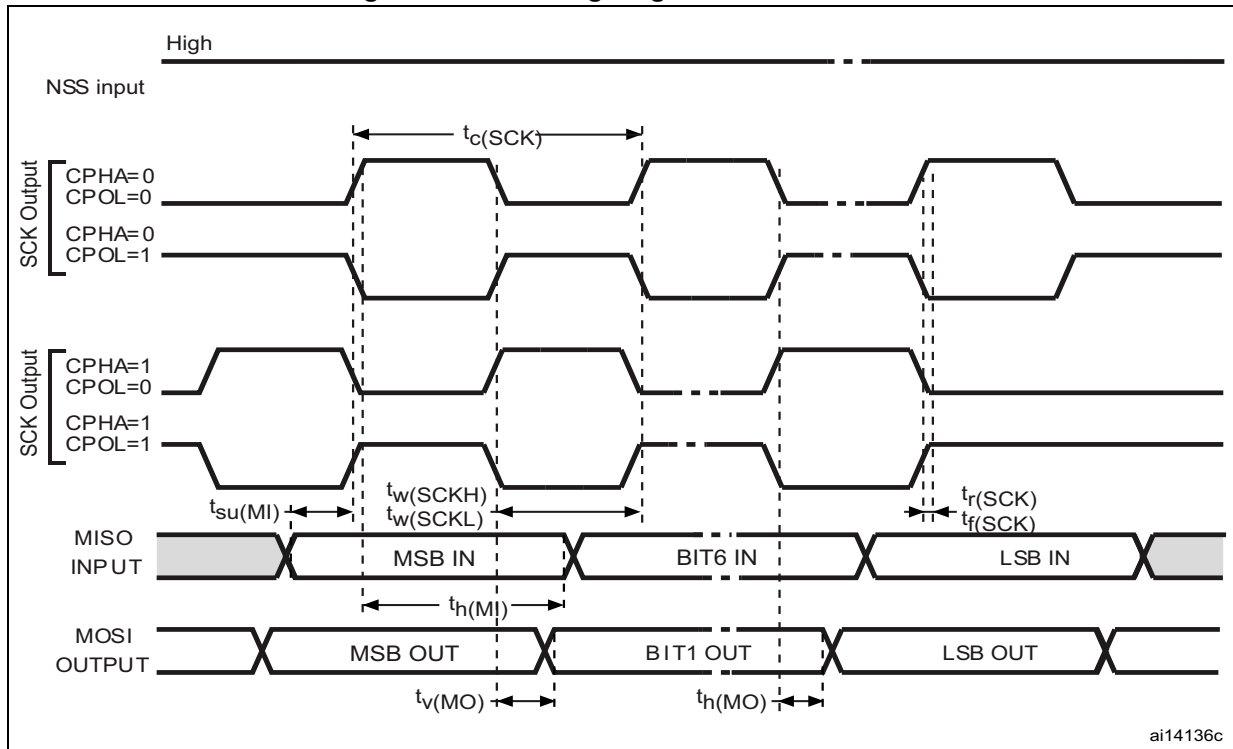 High
NSS input
tc(SCK)
SCK Output
CPHA=0
CPOL=0
CPHA=0
CPOL=1
SCK Output
CPHA=1
CPOL=0
CPHA=1
CPOL=1
tsu(MI)
tw(SCKH)
tw(SCKL)
tr(SCK)
tf(SCK)
MISO
INPUT
MSB IN
BIT6 IN
LSB IN
th(MI)
MOSI
OUTPUT
MSB OUT
BIT1 OUT
LSB OUT
tv(MO)
th(MO)
ai14136c